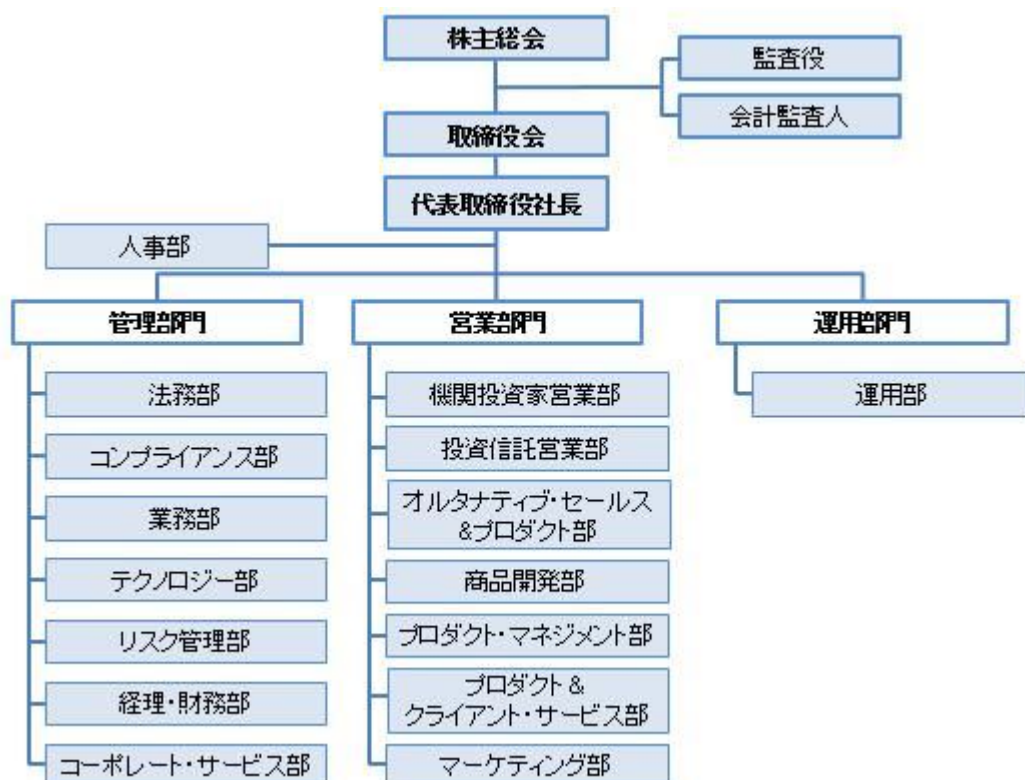 株主総会
監査役
会計監査人
取締役会
代表取締役社長
人事部
管理部門
法務部
コンプライアンス部
業務部
テクノロジー部
リスク管理部
経理・財務部
コーポレート・サービス部
営業部門
機関投資家営業部
投資信託営業部
オルタナティブ・セールス
&プロダクト部
商品開発部
プロダクト・マネジメント部
プロダクト &
クライアント・サービス部
マーケティング部
運用部門
運用部